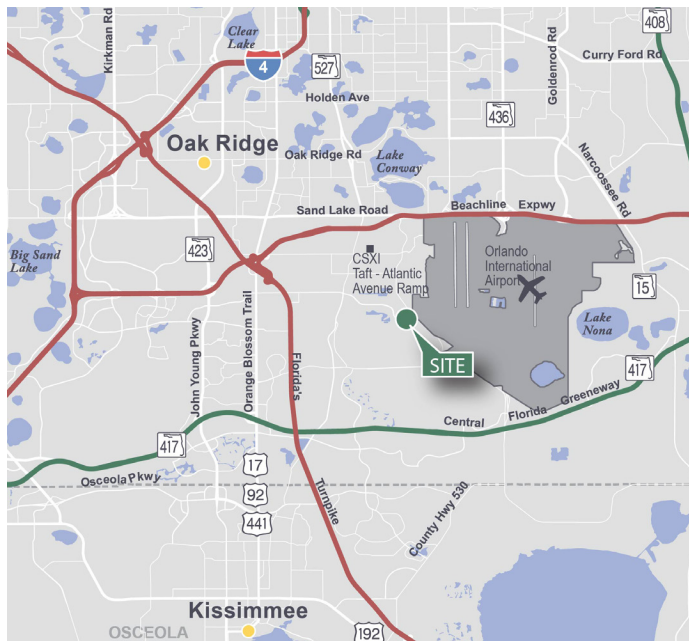 Kirkman Rd
Clear
Lake
4
527
Goldenrod Rd
408
Curry Ford Rd
Holden Ave
436
Oak Ridge
Oak Ridge Rd
Lake
Conway
Narcoossee Rd
Sand Lake Road
Beachline Expwy
Big Sand
Lake
423
CSXI
Taft - Atlantic
Avenue Ramp
Orlando
International
Airport
15
Lake
Nona
John Young Pkwy
Orange Blossom Trail
Florida's
SITE
417
Central Florida Greeneway
417
Osceola Pkwy
17
92
441
Turnpike
County Hwy 530
Kissimmee
OSCEOLA
192